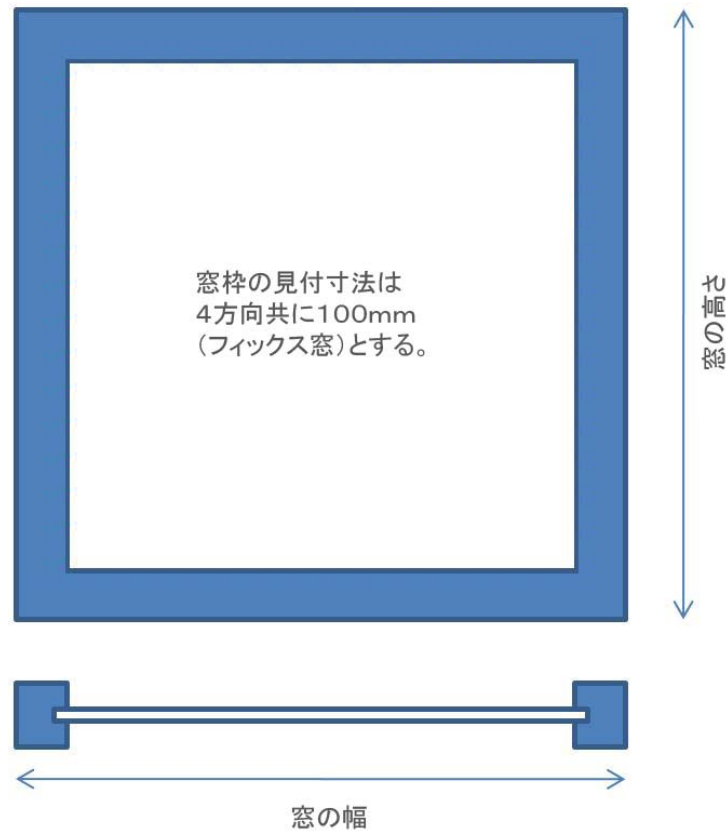 窓枠の見付寸法は
4方向共に100mm
（フィックス窓）とする。
窓の高さ
窓の幅